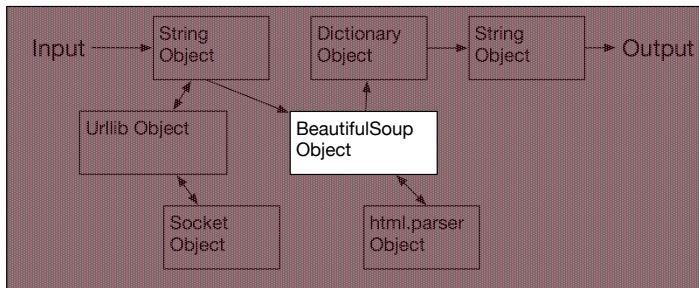 Input
String
Object
Dictionary
Object
String
Object
Output
Urllib Object
BeautifulSoup
Object
Socket
Object
html.parser
Object